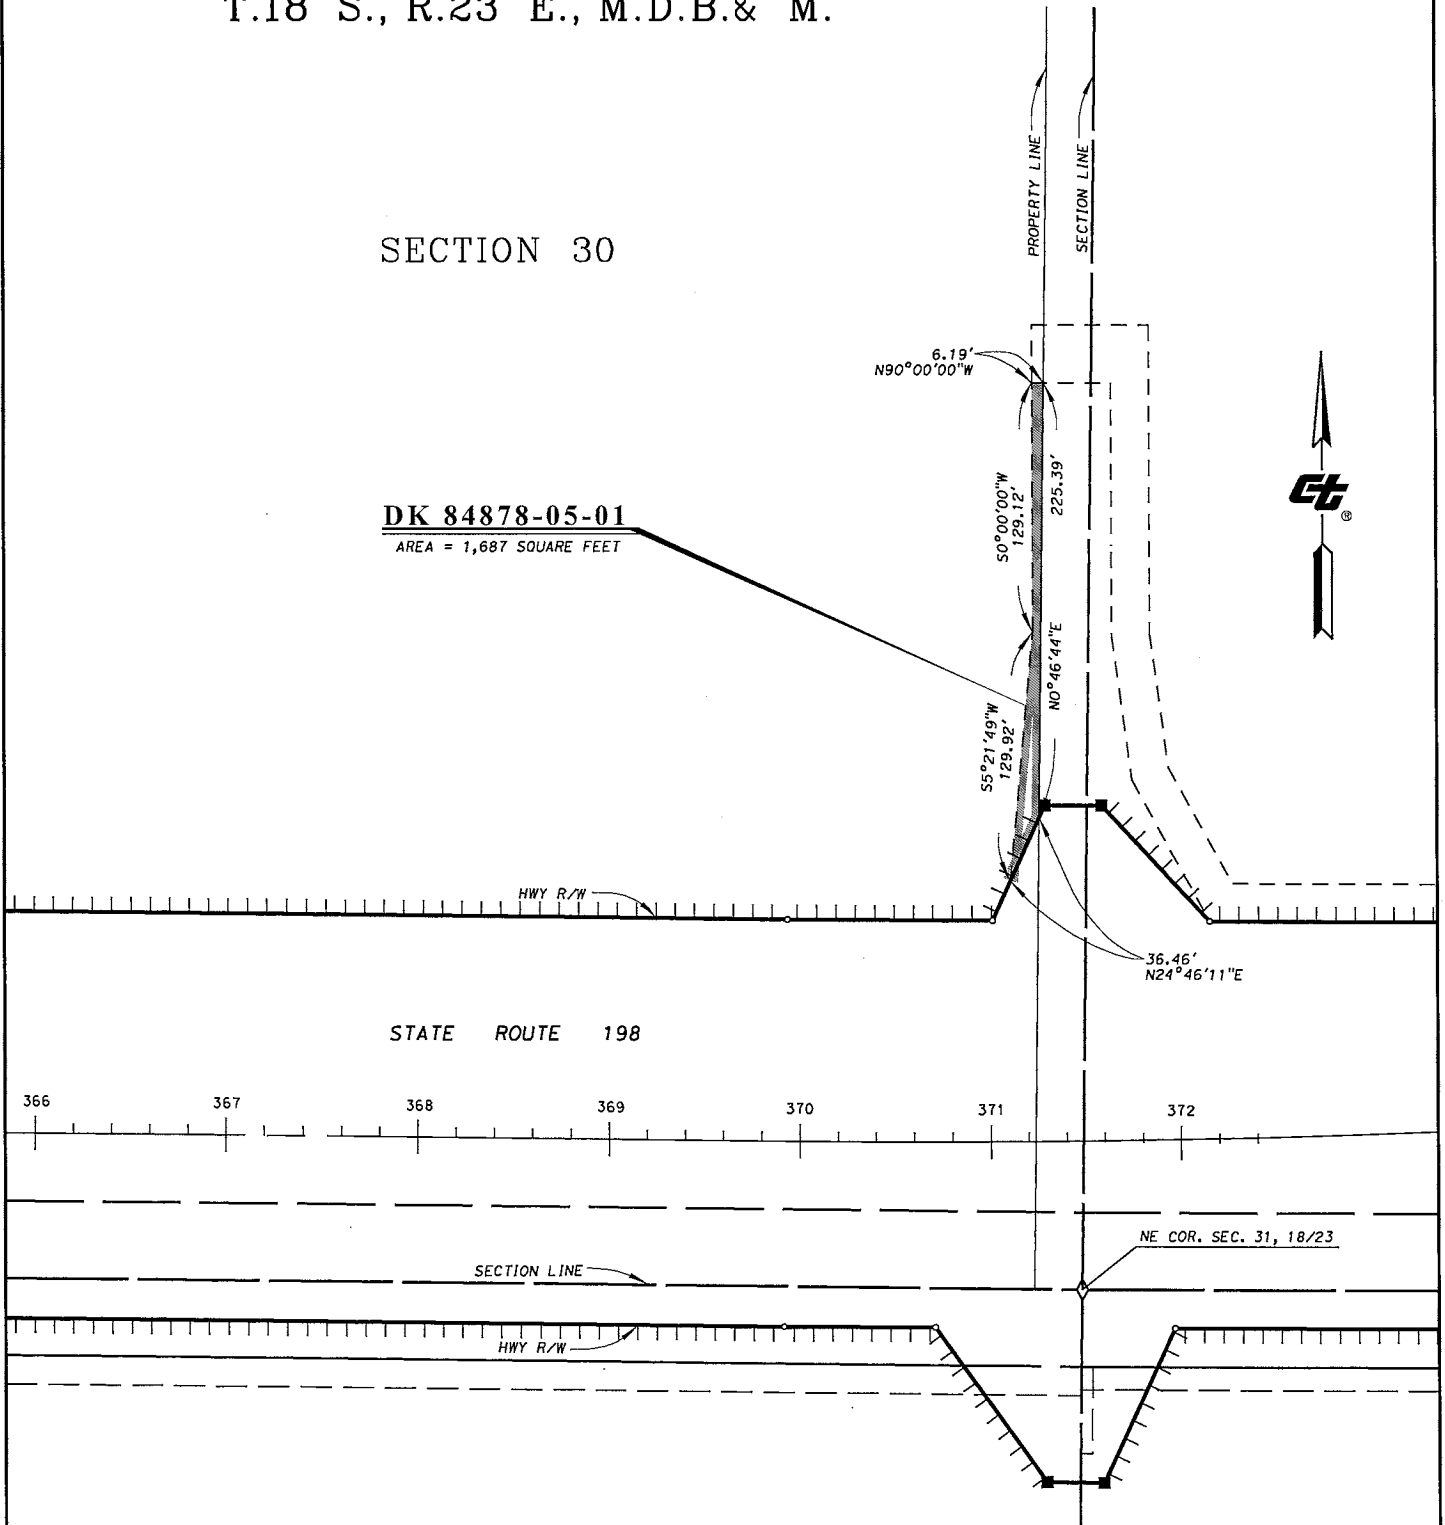 T.18 S., R.23 E., M.D.B.& M.
PROPERTY LINE
SECTION LINE
SECTION 30
6.19'
N90°00'00"W
S0°00'00"W
129.12'
225.39'
DK 84878-05-01
AREA = 1,687 SQUARE FEET
Ct
®
N0°46'44"E
S5°21'49"W
129.92'
HWY R/W
36.46'
N24°46'11"E
STATE ROUTE 198
366 367 368 369 370 371 372
NE COR. SEC. 31, 18/23
SECTION LINE
HWY R/W